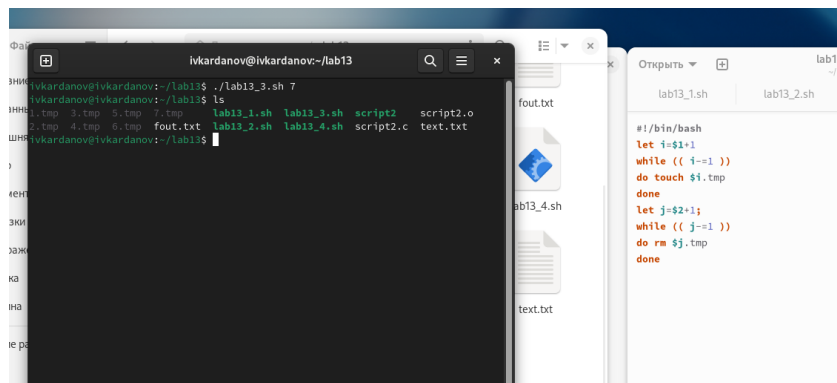 Фай
ivkardanov@ivkardanov:~/lab13
ivkardanov@ivkardanov:~/lab13$ ./lab13_3.sh 7
ivkardanov@ivkardanov:~/lab13$ ls
1.tmp 3.tmp 5.tmp 7.tmp lab13_1.sh lab13_3.sh script2 script2.o
2.tmp 4.tmp 6.tmp fout.txt lab13_2.sh lab13_4.sh script2.c text.txt
ivkardanov@ivkardanov:~/lab13$
fout.txt
ab13_4.sh
text.txt
Открыть
lab1
~/
lab13_1.sh
lab13_2.sh
#!/bin/bash
let i=$1+1
while (( i-=1 ))
do touch $i.tmp
done
let j=$2+1;
while (( j-=1 ))
do rm $j.tmp
done